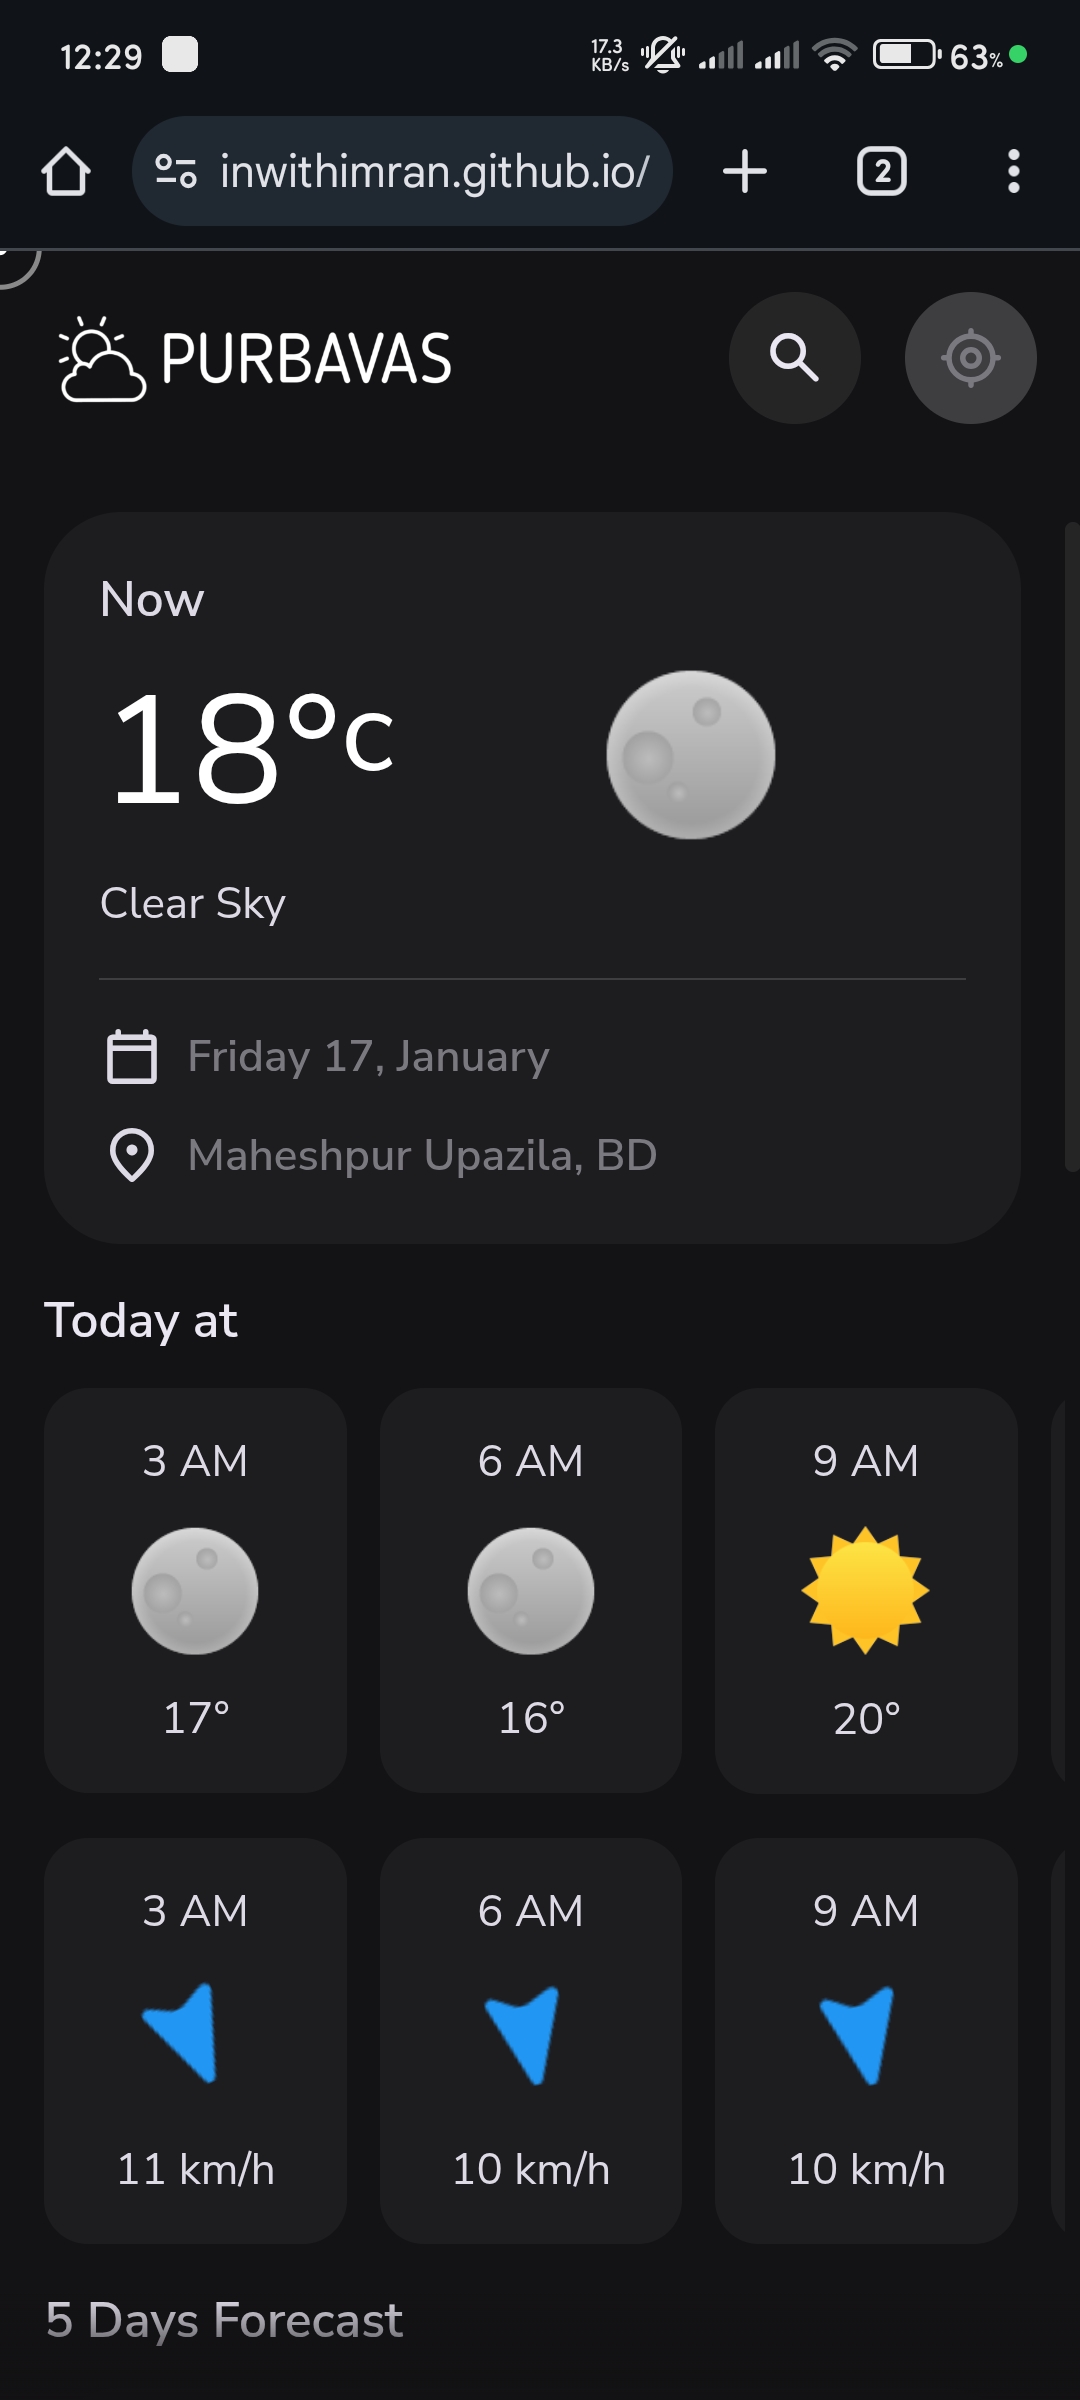 12:29 17.3 KB/s 63%
inwithimran.github.io/ 2
PURBAVAS
Now
18°c
Clear Sky
Friday 17, January
Maheshpur Upazila, BD
Today at
3 AM 6 AM 9 AM
17° 16° 20°
3 AM 6 AM 9 AM
11 km/h 10 km/h 10 km/h
5 Days Forecast